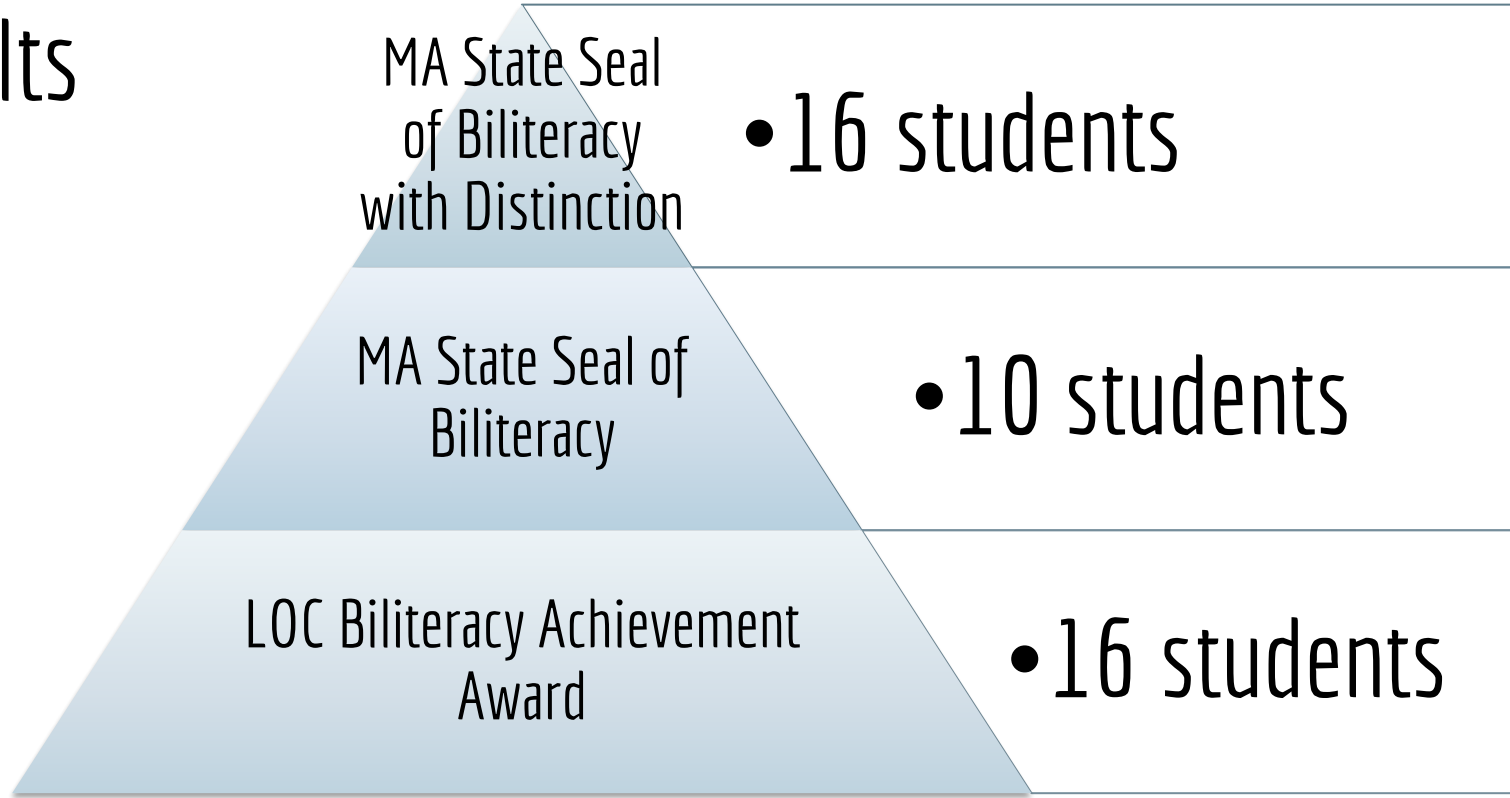 MA State Seal
of Biliteracy
with Distinction
•16 students
MA State Seal of
Biliteracy
•10 students
LOC Biliteracy Achievement
Award
•16 students